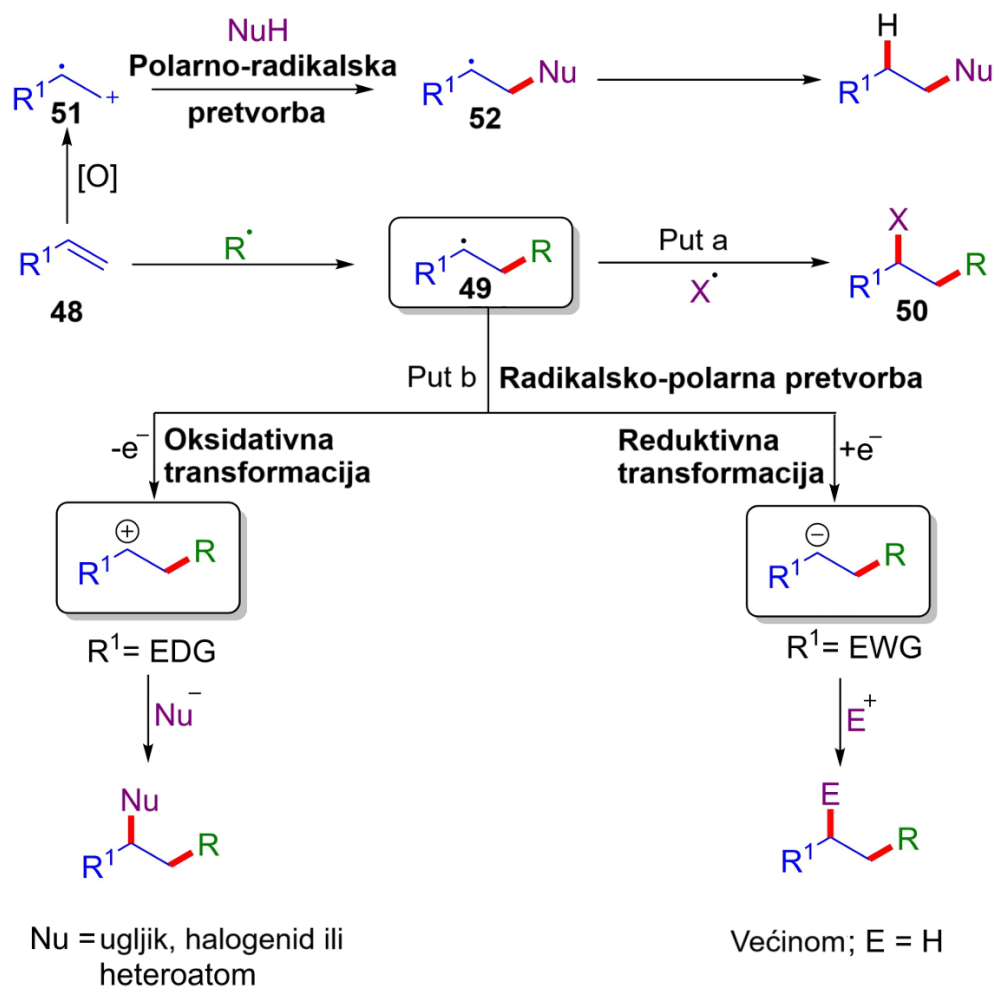 NuH
H
Polarno-radikalska
pretvorba
R¹ • + 51
R¹ • Nu 52
R¹ Nu
[O]
R¹ 48
R•
R¹ • R 49
Put a
X•
X
R¹ R 50
Put b
Radikalsko-polarna pretvorba
-e⁻
Oksidativna
transformacija
Reduktivna
transformacija
+e⁻
R¹ + R
R¹ − R
R¹= EDG
R¹= EWG
Nu⁻
E⁺
Nu
R¹ R
E
R¹ R
Nu = ugljik, halogenid ili
heteroatom
Većinom; E = H